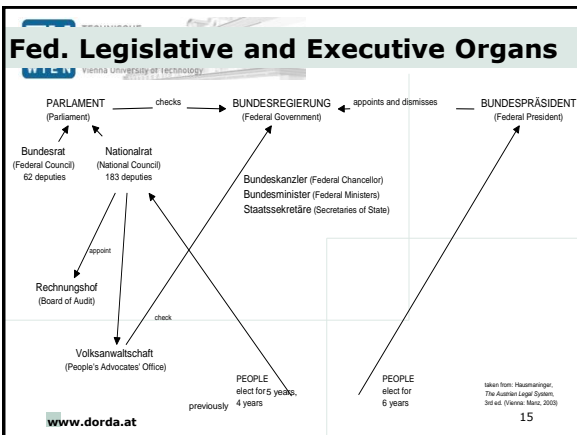 TECHNISCHE
Fed. Legislative and Executive Organs
WIEN Vienna University of Technology
PARLAMENT
(Parliament)
checks
BUNDESREGIERUNG
(Federal Government)
appoints and dismisses
BUNDESPRÄSIDENT
(Federal President)
Bundesrat
(Federal Council)
62 deputies
Nationalrat
(National Council)
183 deputies
Bundeskanzler (Federal Chancellor)
Bundesminister (Federal Ministers)
Staatssekretäre (Secretaries of State)
appoint
Rechnungshof
(Board of Audit)
check
Volksanwaltschaft
(People's Advocates' Office)
PEOPLE
elect for 5 years,
previously 4 years
PEOPLE
elect for
6 years
taken from: Hausmaninger,
The Austrian Legal System,
3rd ed. (Vienna: Manz, 2003)
www.dorda.at
15